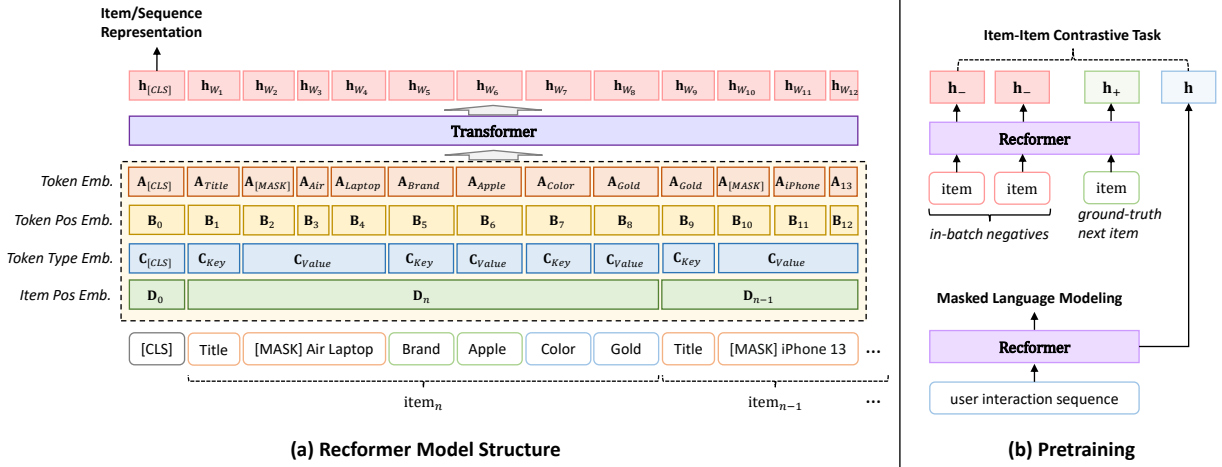 Item/Sequence
Representation
h[CLS] hW1 hW2 hW3 hW4 hW5 hW6 hW7 hW8 hW9 hW10 hW11 hW12
Transformer
Token Emb. A[CLS] ATitle A[MASK] AAir ALaptop ABrand AApple AColor AGold AGold A[MASK] AiPhone A13
Token Pos Emb. B0 B1 B2 B3 B4 B5 B6 B7 B8 B9 B10 B11 B12
Token Type Emb. C[CLS] CKey CValue CKey CValue CKey CValue CKey CValue
Item Pos Emb. D0 Dn Dn−1
[CLS] Title [MASK] Air Laptop Brand Apple Color Gold Title [MASK] iPhone 13 ...
itemn itemn−1 ...
(a) Recformer Model Structure
Item-Item Contrastive Task
h− h− h+ h
Recformer
item item item
in-batch negatives
ground-truth
next item
Masked Language Modeling
Recformer
user interaction sequence
(b) Pretraining